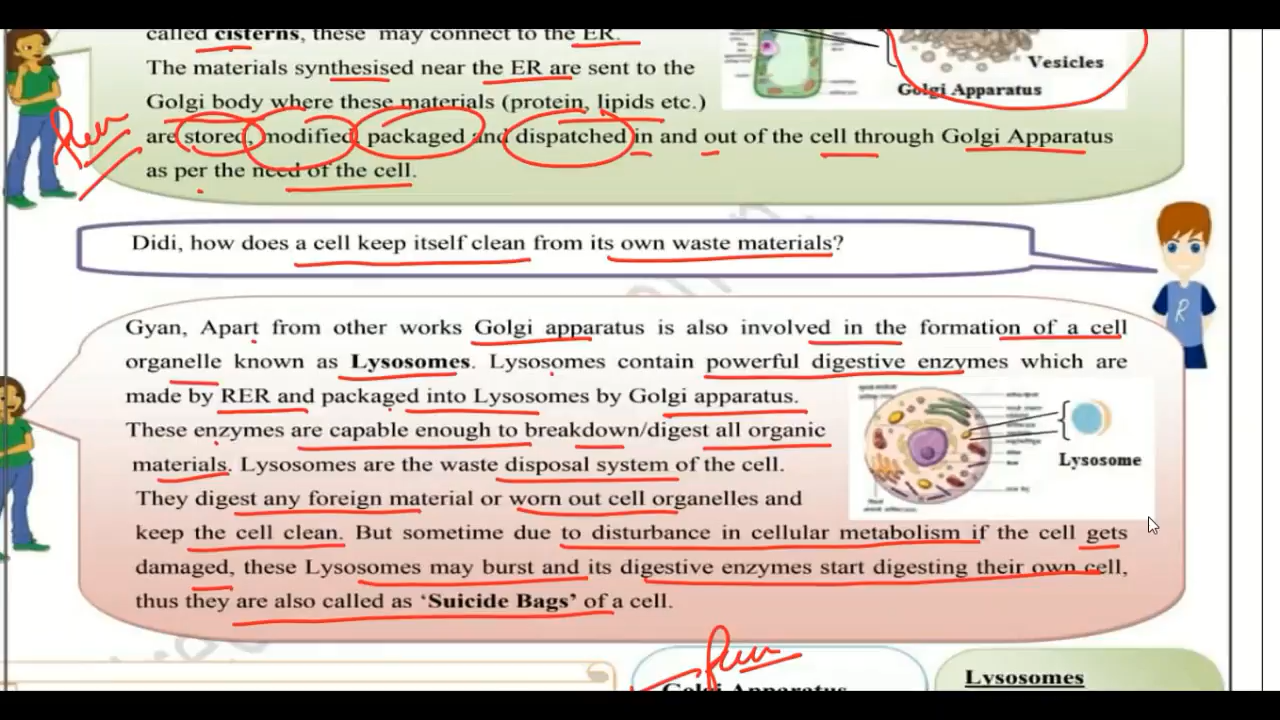 called cisterns, these may connect to the ER.
The materials synthesised near the ER are sent to the
Golgi body where these materials (protein, lipids etc.)
are stored, modified, packaged and dispatched in and out of the cell through Golgi Apparatus
as per the need of the cell.
Vesicles
Golgi Apparatus
Didi, how does a cell keep itself clean from its own waste materials?
R
Gyan, Apart from other works Golgi apparatus is also involved in the formation of a cell
organelle known as Lysosomes. Lysosomes contain powerful digestive enzymes which are
made by RER and packaged into Lysosomes by Golgi apparatus.
These enzymes are capable enough to breakdown/digest all organic
materials. Lysosomes are the waste disposal system of the cell.
They digest any foreign material or worn out cell organelles and
keep the cell clean. But sometime due to disturbance in cellular metabolism if the cell gets
damaged, these Lysosomes may burst and its digestive enzymes start digesting their own cell,
thus they are also called as ‘Suicide Bags’ of a cell.
Lysosome
Golgi Apparatus
Lysosomes